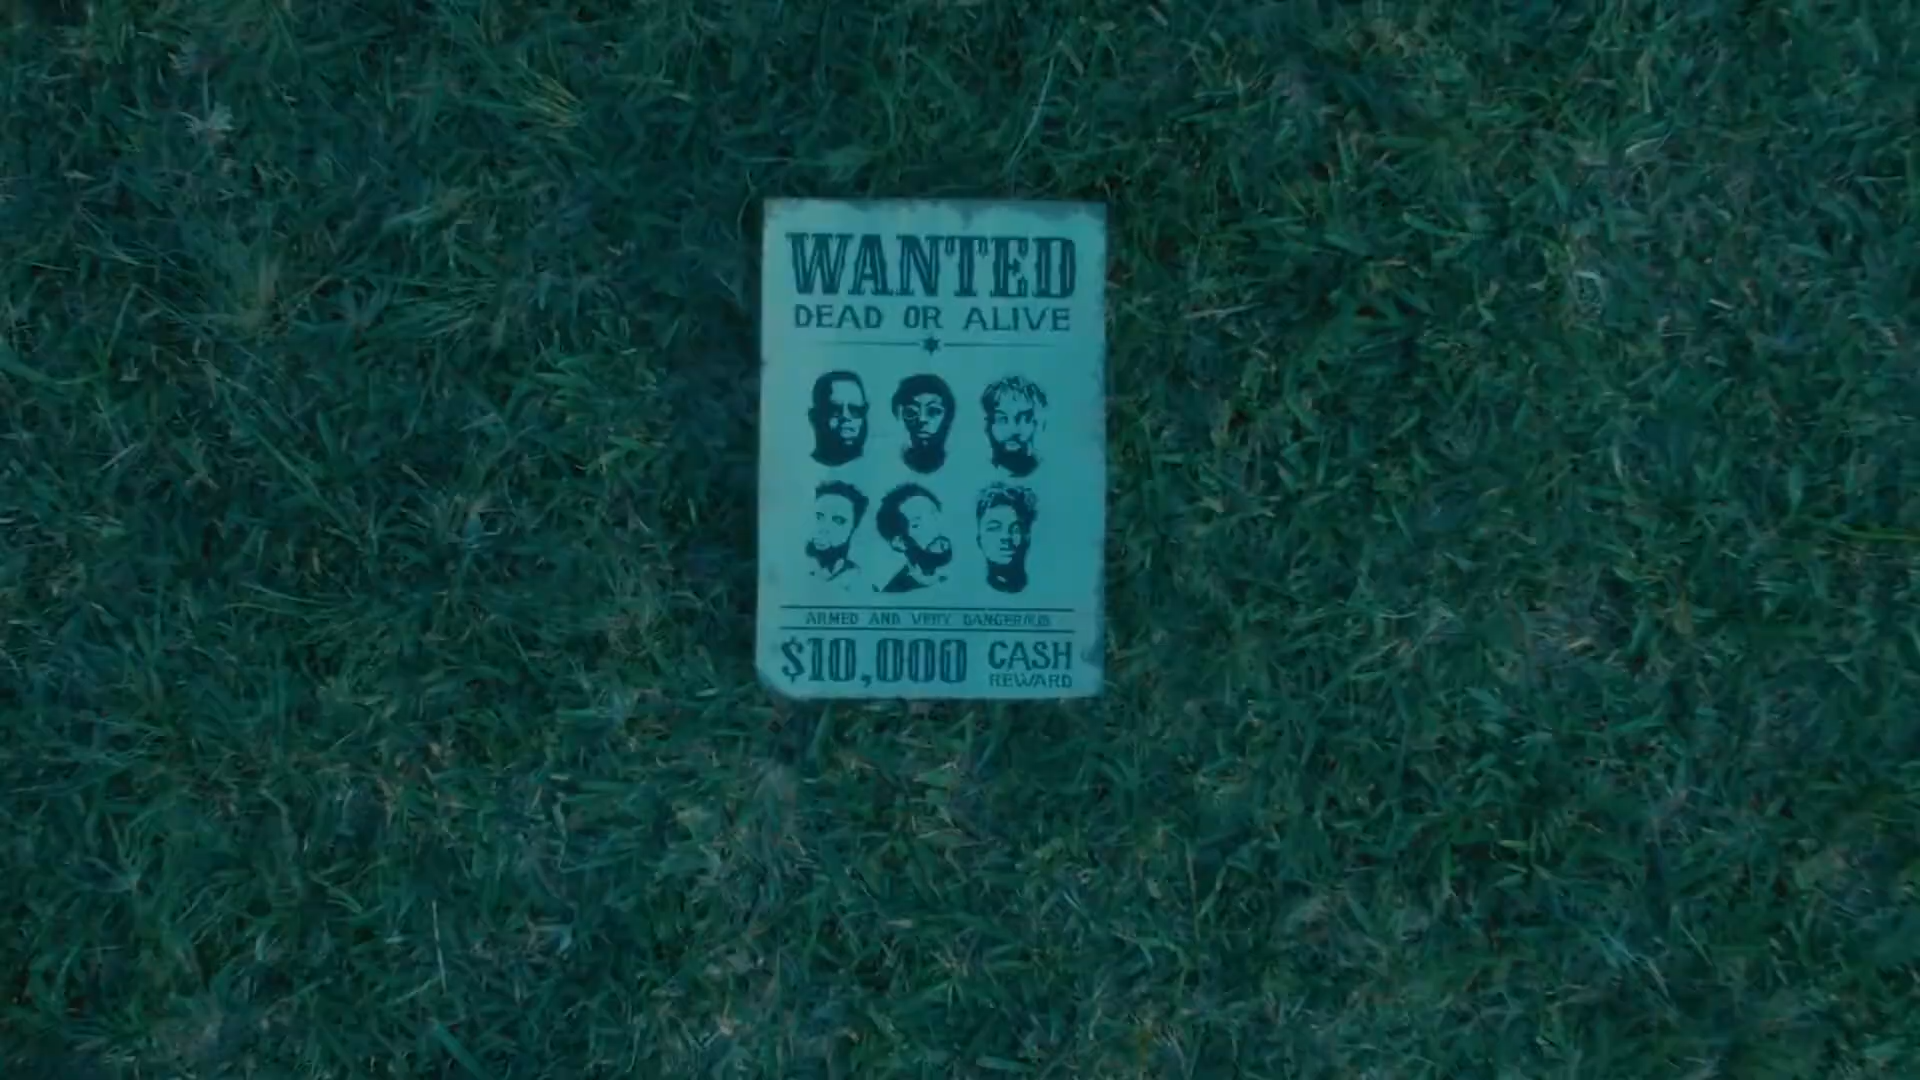 WANTED
DEAD OR ALIVE
ARMED AND VERY DANGEROUS
$10,000 CASH
REWARD